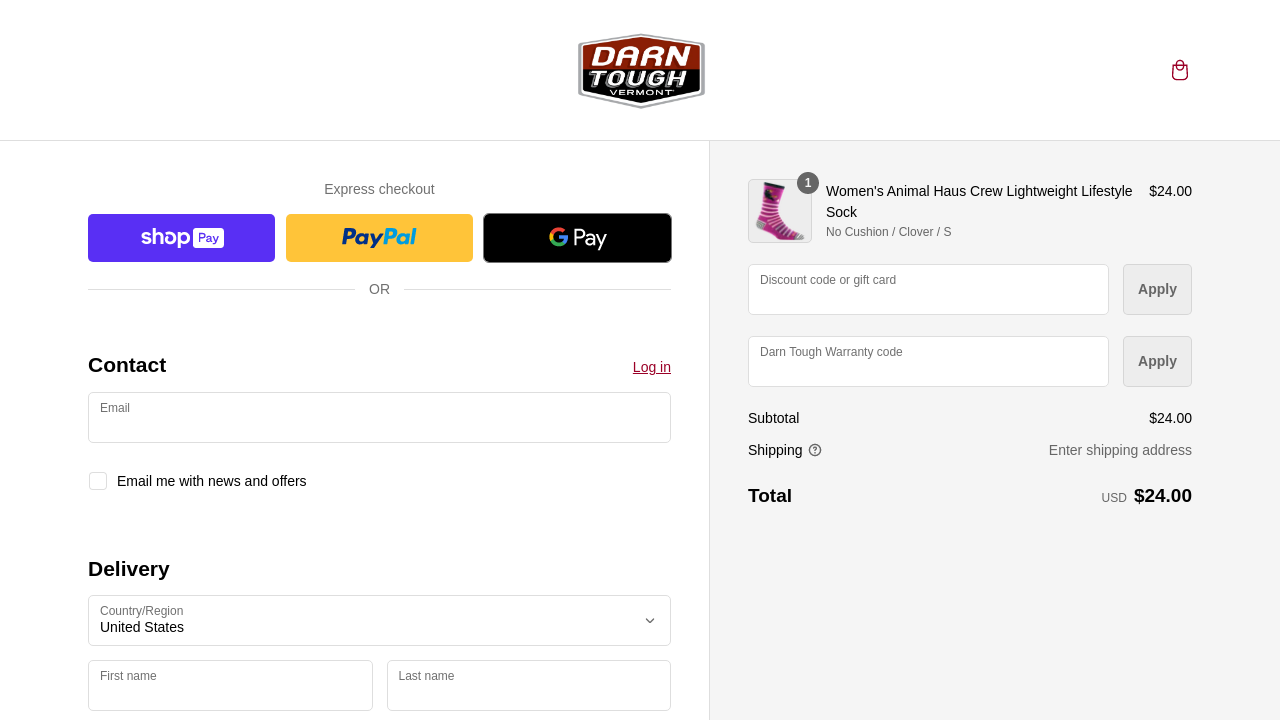 DARN
TOUGH
VERMONT
Express checkout
shop Pay
PayPal
G Pay
OR
Contact
Log in
Email
Email me with news and offers
Delivery
Country/Region
United States
First name
Last name
1
Women's Animal Haus Crew Lightweight Lifestyle
Sock
$24.00
No Cushion / Clover / S
Discount code or gift card
Apply
Darn Tough Warranty code
Apply
Subtotal
$24.00
Shipping
Enter shipping address
Total
USD $24.00